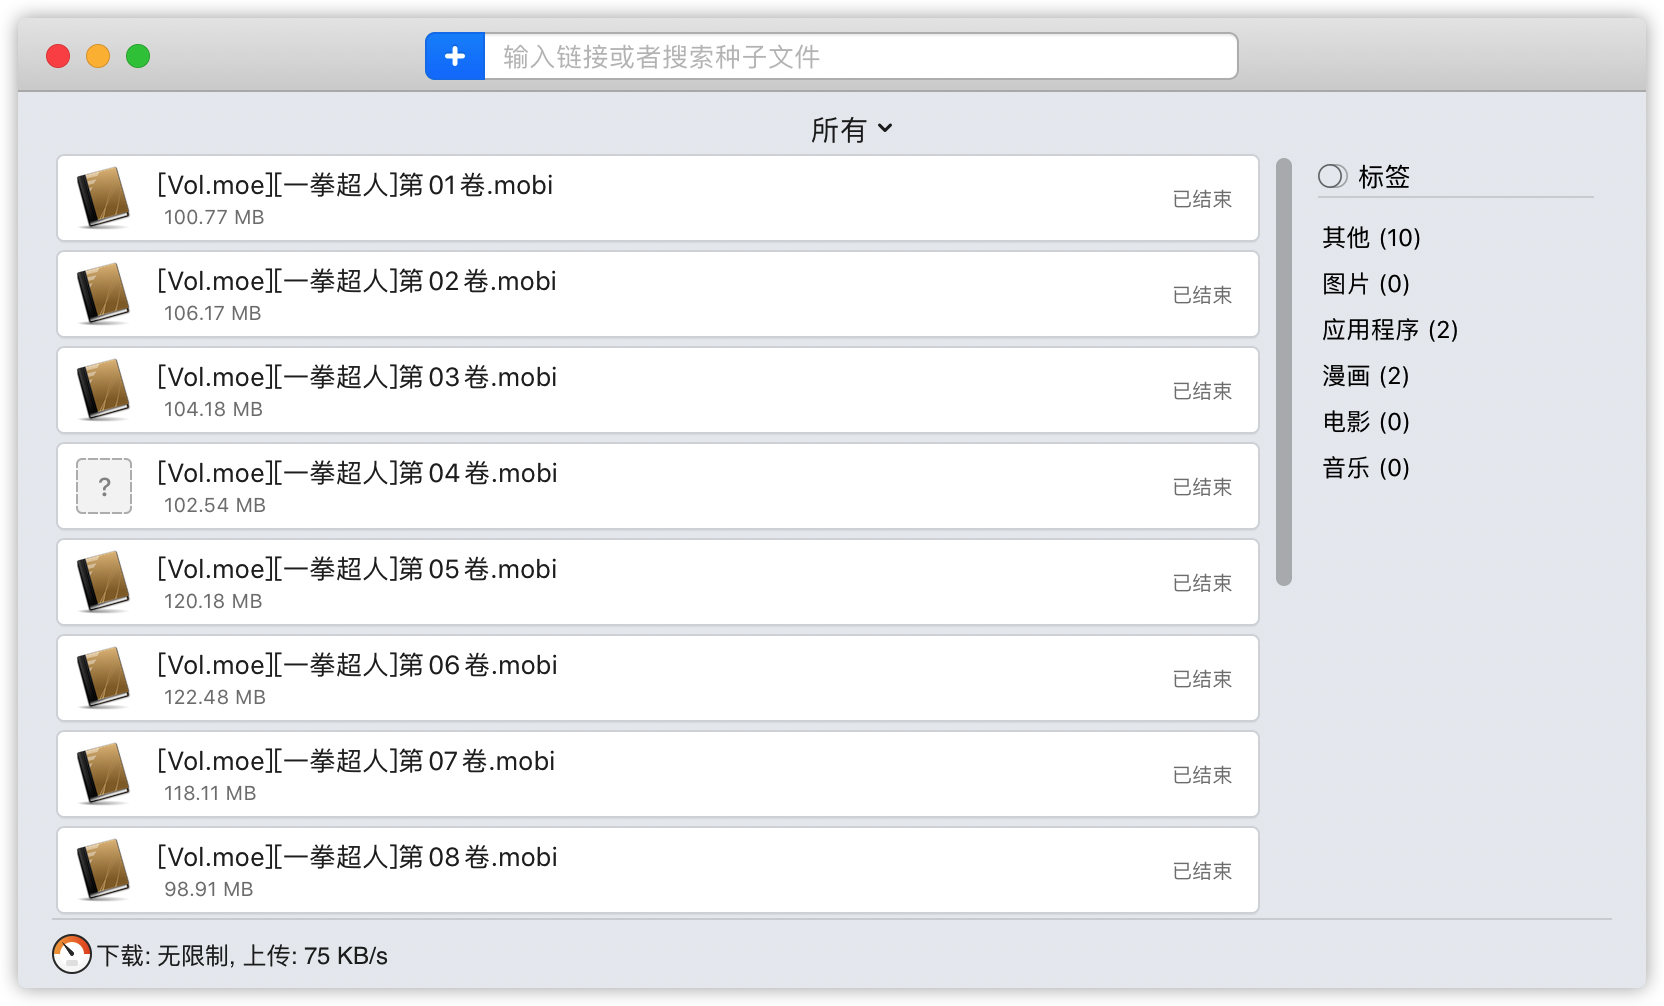 输入链接或者搜索种子文件
所有
[Vol.moe][一拳超人]第01卷.mobi
100.77 MB
已结束
[Vol.moe][一拳超人]第02卷.mobi
106.17 MB
已结束
[Vol.moe][一拳超人]第03卷.mobi
104.18 MB
已结束
?
[Vol.moe][一拳超人]第04卷.mobi
102.54 MB
已结束
[Vol.moe][一拳超人]第05卷.mobi
120.18 MB
已结束
[Vol.moe][一拳超人]第06卷.mobi
122.48 MB
已结束
[Vol.moe][一拳超人]第07卷.mobi
118.11 MB
已结束
[Vol.moe][一拳超人]第08卷.mobi
98.91 MB
已结束
标签
其他 (10)
图片 (0)
应用程序 (2)
漫画 (2)
电影 (0)
音乐 (0)
下载: 无限制, 上传: 75 KB/s